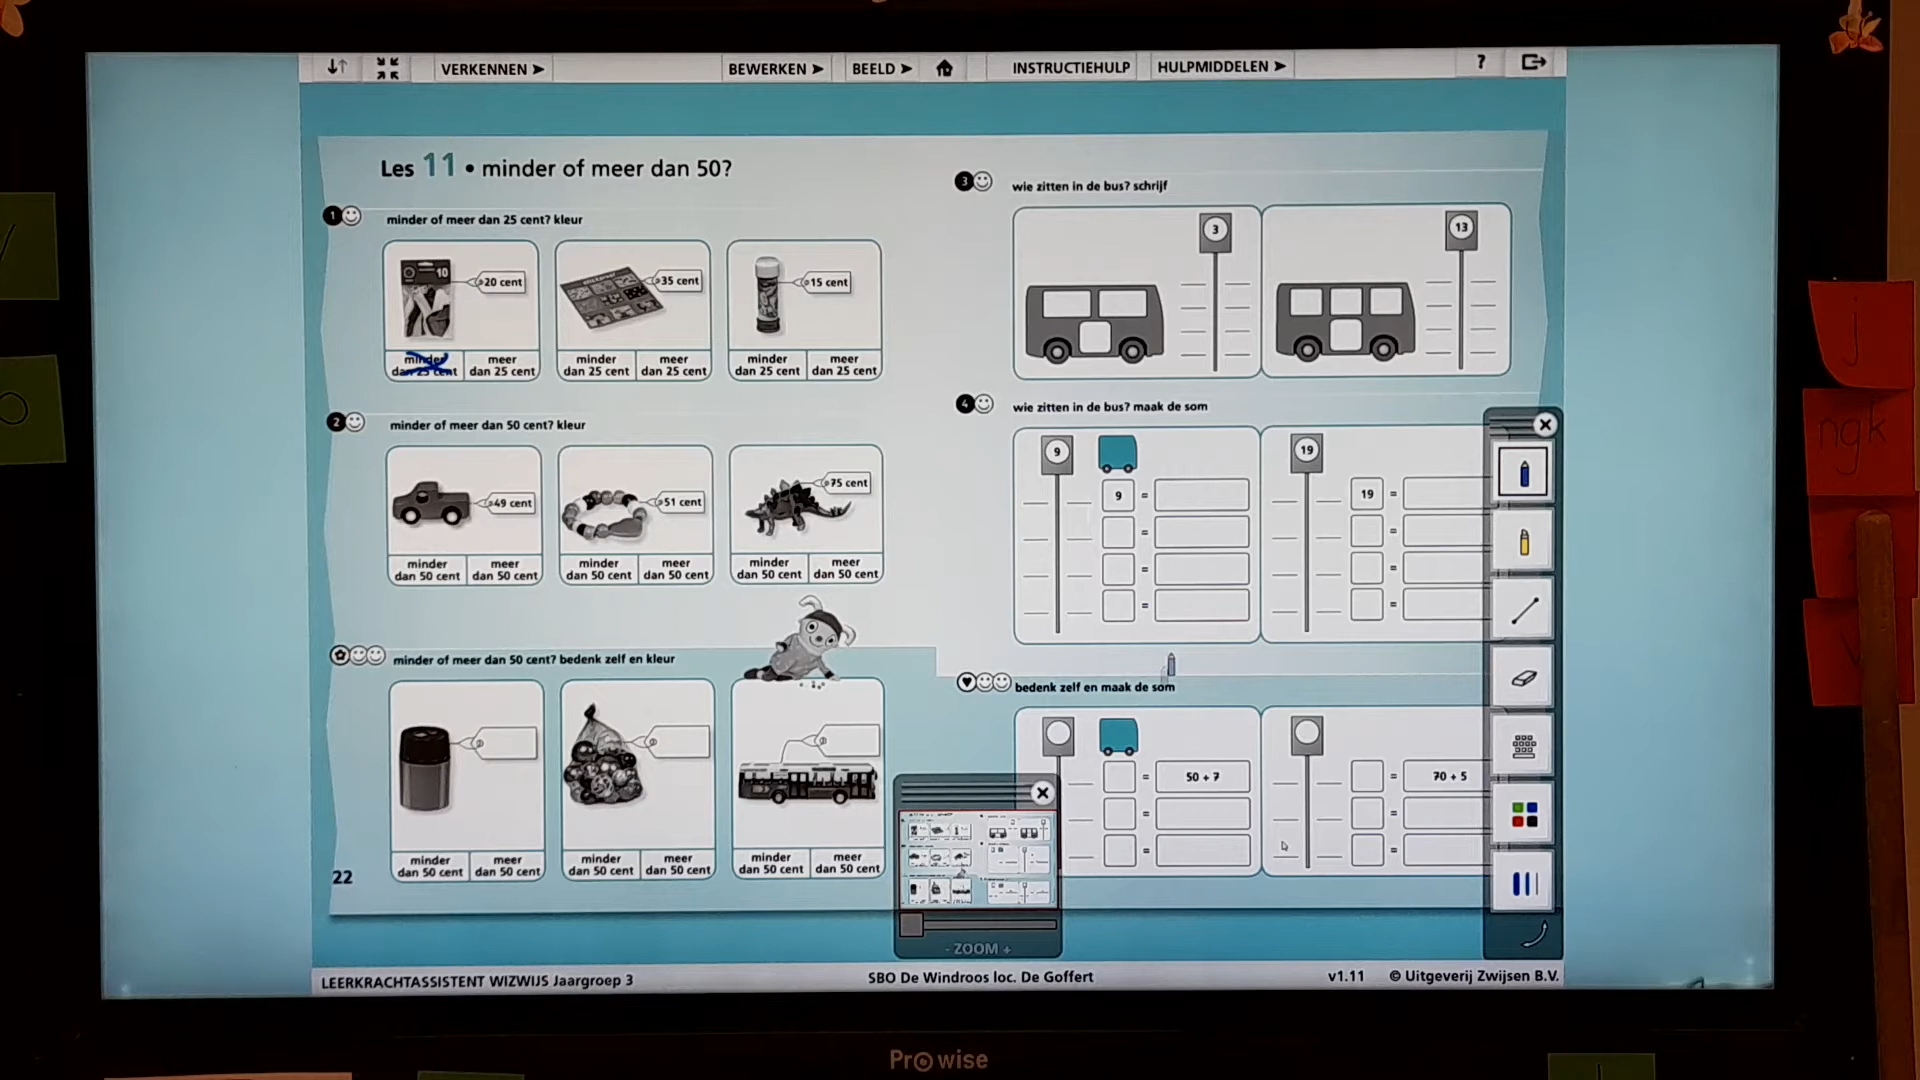 VERKENNEN ➤
BEWERKEN ➤
BEELD ➤
INSTRUCTIEHULP
HULPMIDDELEN ➤
?
Les 11 • minder of meer dan 50?
1
minder of meer dan 25 cent? kleur
10
20 cent
35 cent
15 cent
minder dan 25 cent
meer dan 25 cent
minder dan 25 cent
meer dan 25 cent
minder dan 25 cent
meer dan 25 cent
2
minder of meer dan 50 cent? kleur
49 cent
51 cent
75 cent
minder dan 50 cent
meer dan 50 cent
minder dan 50 cent
meer dan 50 cent
minder dan 50 cent
meer dan 50 cent
minder of meer dan 50 cent? bedenk zelf en kleur
minder dan 50 cent
meer dan 50 cent
minder dan 50 cent
meer dan 50 cent
minder dan 50 cent
meer dan 50 cent
22
3
wie zitten in de bus? schrijf
3
13
4
wie zitten in de bus? maak de som
9
9 =
=
=
=
19
19 =
=
=
=
bedenk zelf en maak de som
= 50 + 7
=
=
= 70 + 5
=
=
- ZOOM +
LEERKRACHTASSISTENT WIZWIJS Jaargroep 3
SBO De Windroos loc. De Goffert
v1.11
© Uitgeverij Zwijsen B.V.
Prowise
j
ngk